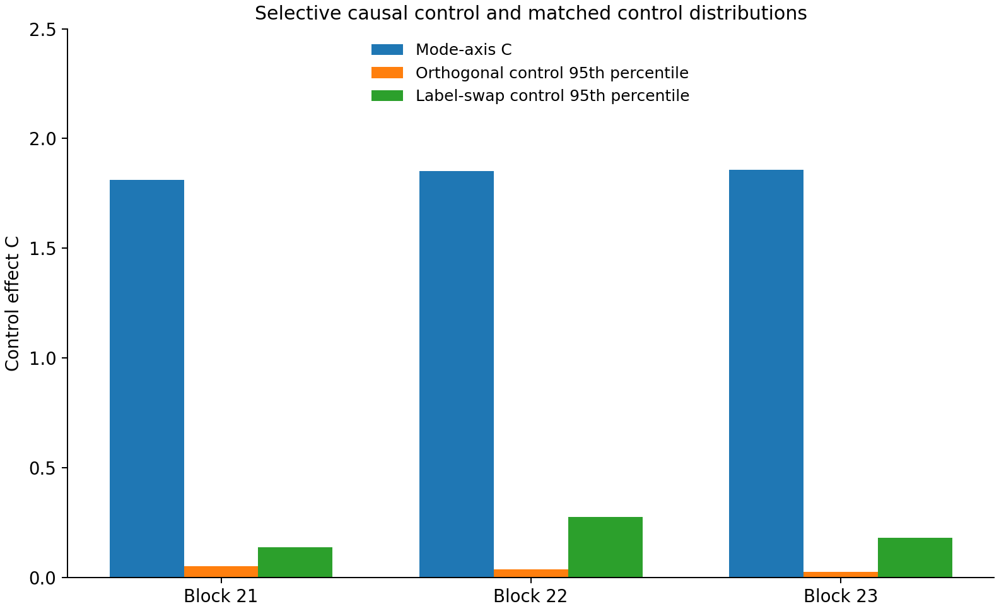 Selective causal control and matched control distributions
Mode-axis C
Orthogonal control 95th percentile
Label-swap control 95th percentile
Control effect C
2.5
2.0
1.5
1.0
0.5
0.0
Block 21
Block 22
Block 23